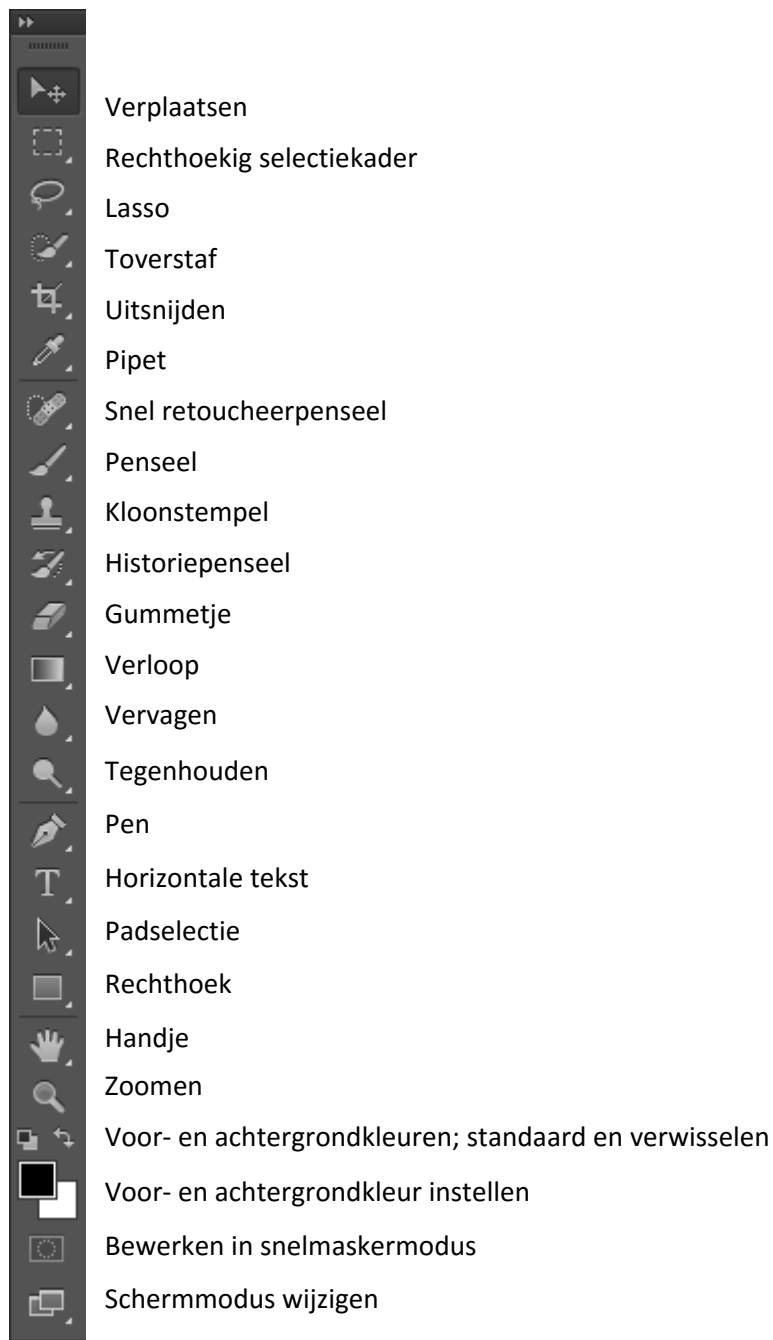 Verplaatsen
Rechthoekig selectiekader
Lasso
Toverstaf
Uitsnijden
Pipet
Snel retoucheerpenseel
Penseel
Kloonstempel
Historiepenseel
Gummetje
Verloop
Vervagen
Tegenhouden
Pen
Horizontale tekst
Padselectie
Rechthoek
Handje
Zoomen
Voor- en achtergrondkleuren; standaard en verwisselen
Voor- en achtergrondkleur instellen
Bewerken in snelmaskermodus
Schermmodus wijzigen